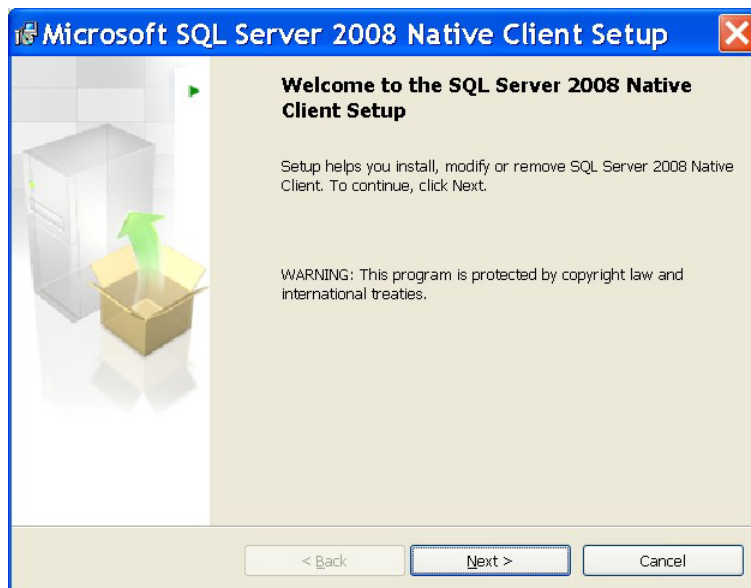 Microsoft SQL Server 2008 Native Client Setup
Welcome to the SQL Server 2008 Native
Client Setup
Setup helps you install, modify or remove SQL Server 2008 Native
Client. To continue, click Next.
WARNING: This program is protected by copyright law and
international treaties.
< Back
Next >
Cancel